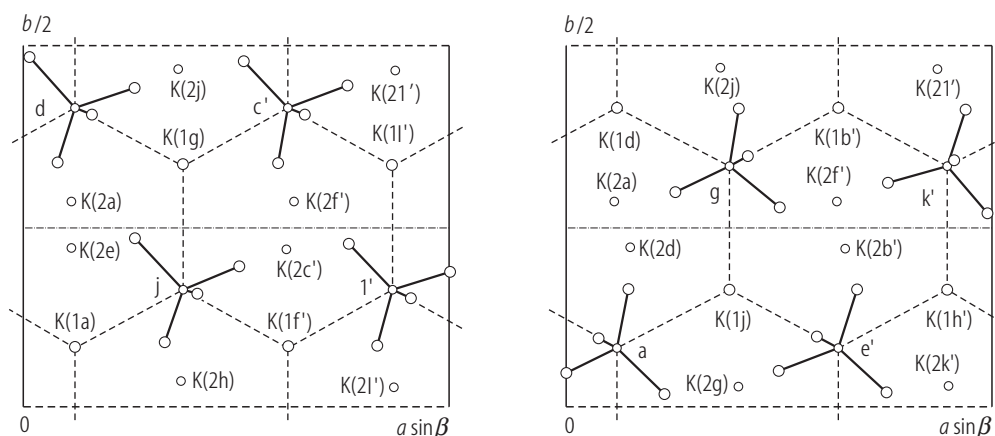 b/2
d
K(2j)
c'
K(21')
K(1g)
K(1l')
K(2a)
K(2f')
K(2e)
K(2c')
j
1'
K(1a)
K(1f')
K(2h)
K(2l')
0
a sin β
b/2
K(2j)
K(21')
K(1d)
K(1b')
K(2a)
g
K(2f')
k'
K(2d)
K(2b')
K(1j)
K(1h')
a
e'
K(2g)
K(2k')
0
a sin β